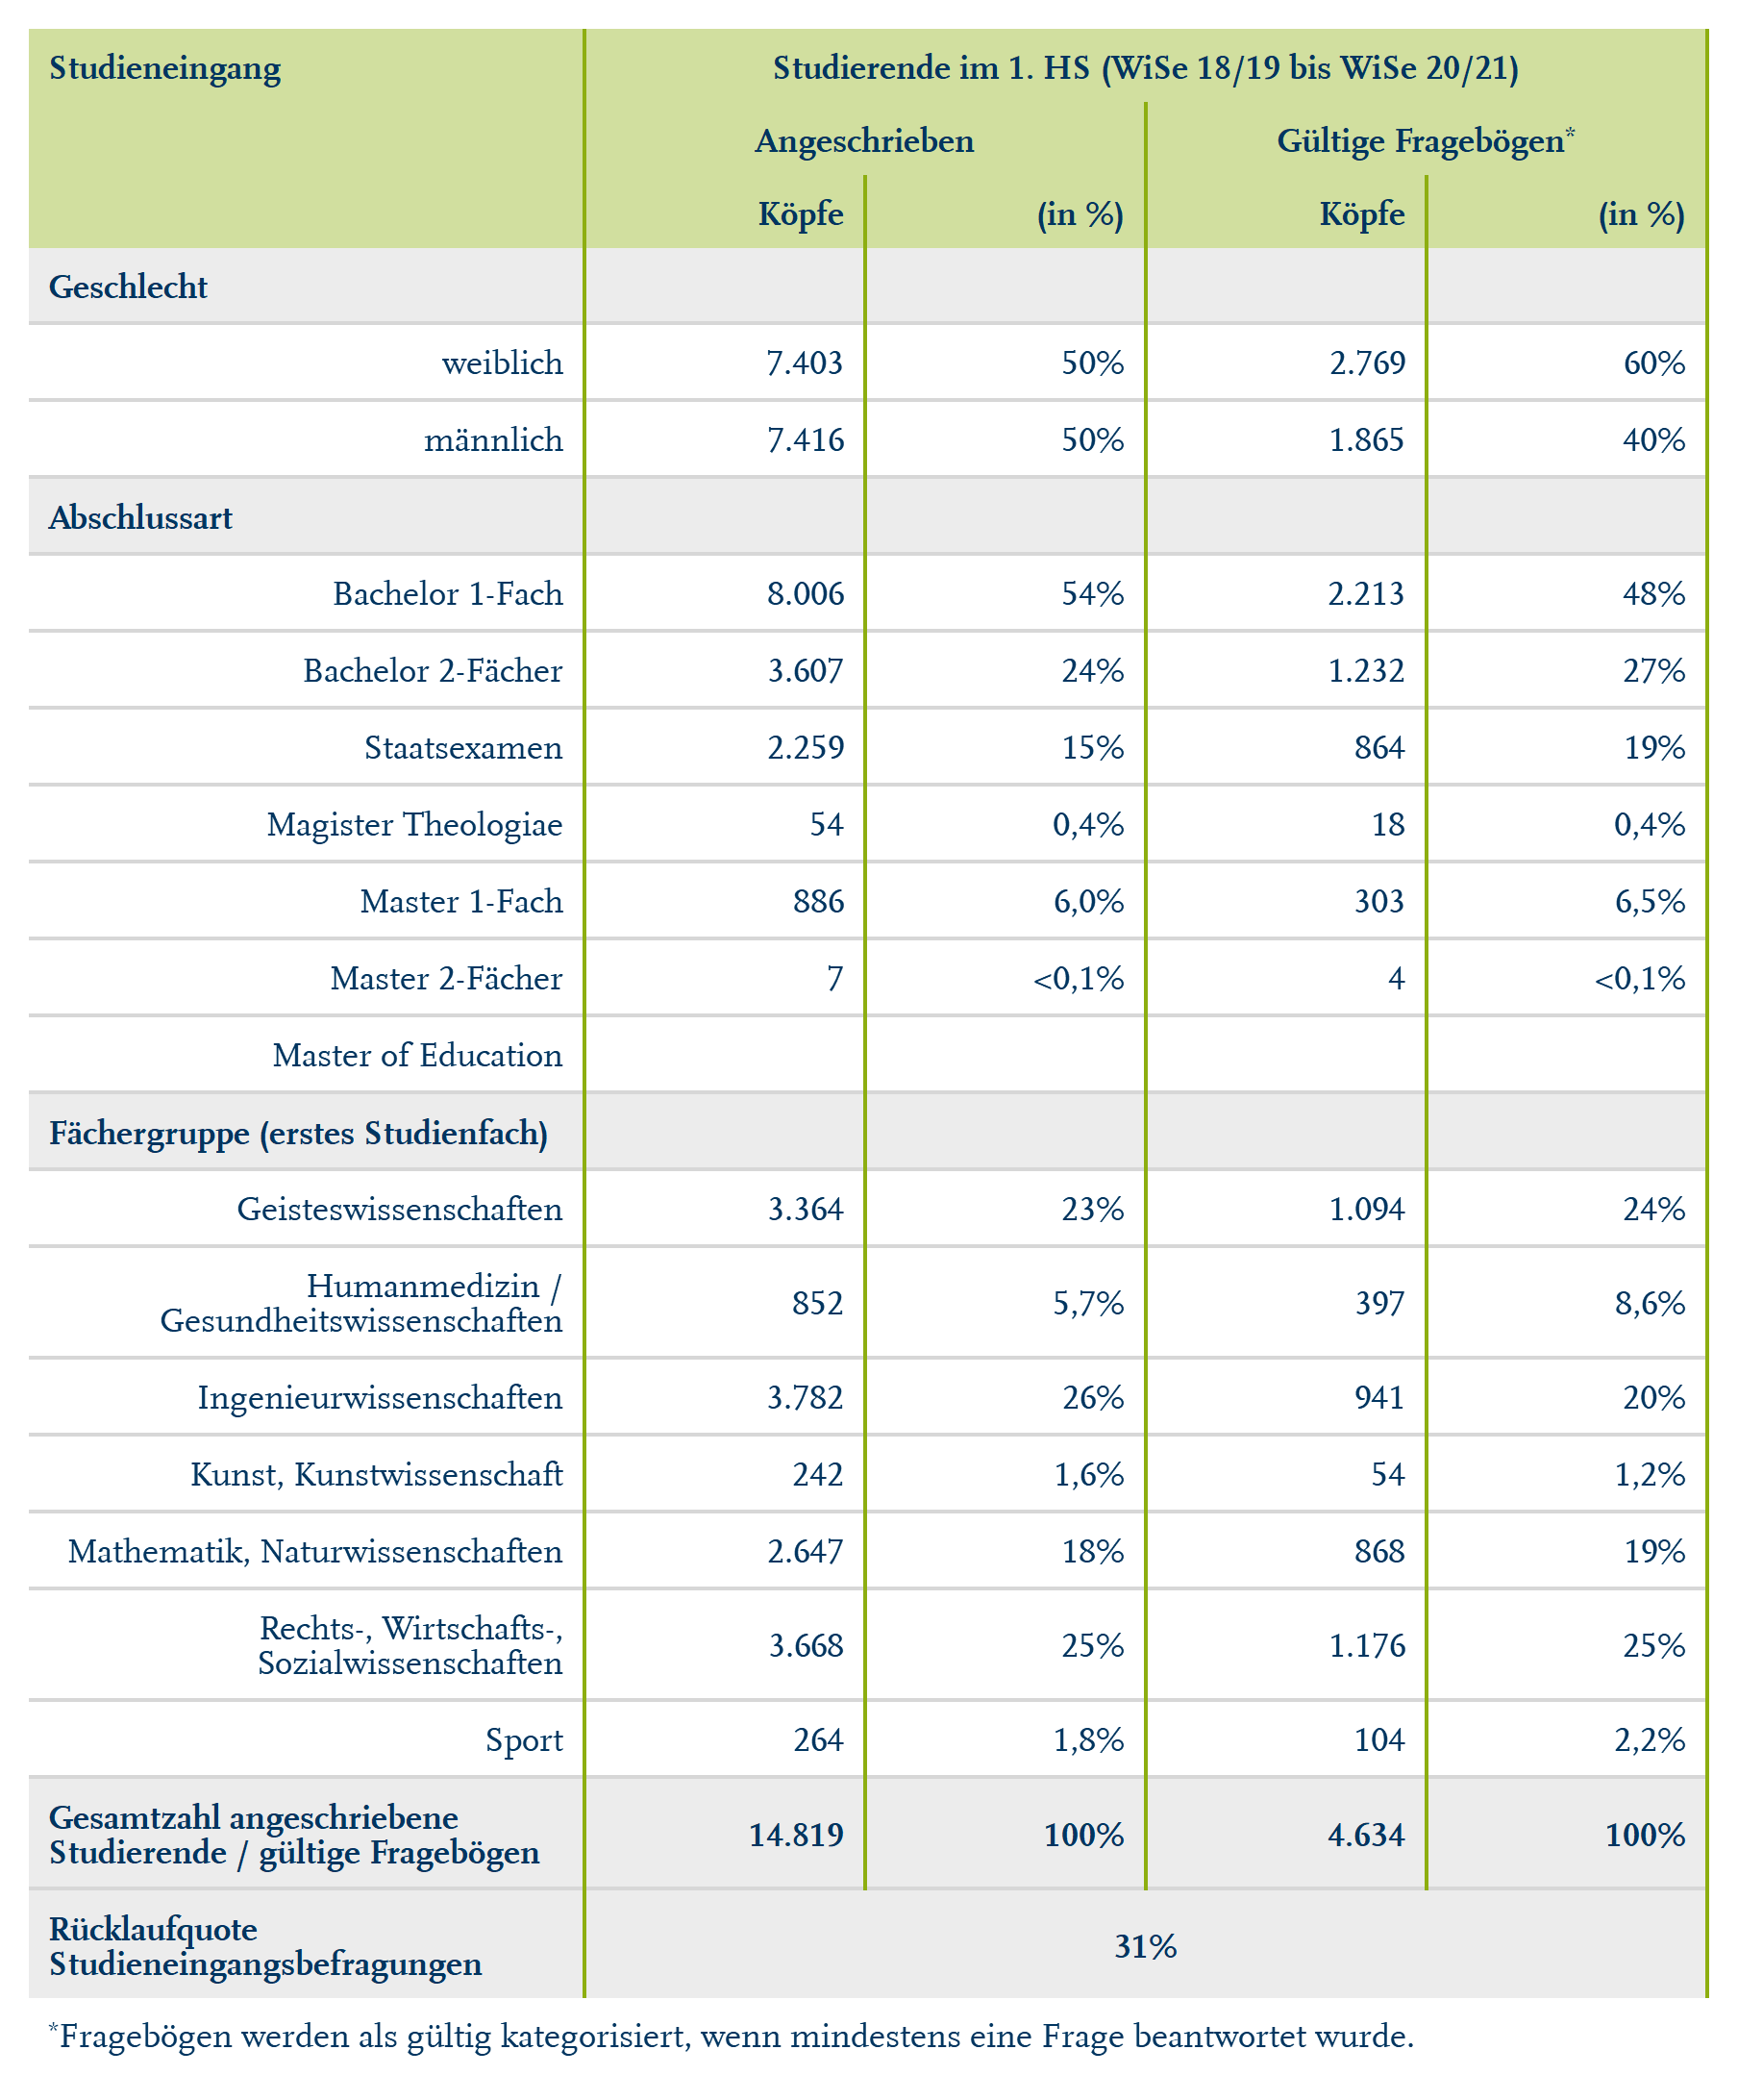 Studieneingang
Studierende im 1. HS (WiSe 18/19 bis WiSe 20/21)
Angeschrieben
Gültige Fragebögen*
Köpfe (in %) Köpfe (in %)
Geschlecht
weiblich 7.403 50% 2.769 60%
männlich 7.416 50% 1.865 40%
Abschlussart
Bachelor 1-Fach 8.006 54% 2.213 48%
Bachelor 2-Fächer 3.607 24% 1.232 27%
Staatsexamen 2.259 15% 864 19%
Magister Theologiae 54 0,4% 18 0,4%
Master 1-Fach 886 6,0% 303 6,5%
Master 2-Fächer 7 <0,1% 4 <0,1%
Master of Education
Fächergruppe (erstes Studienfach)
Geisteswissenschaften 3.364 23% 1.094 24%
Humanmedizin /
Gesundheitswissenschaften 852 5,7% 397 8,6%
Ingenieurwissenschaften 3.782 26% 941 20%
Kunst, Kunstwissenschaft 242 1,6% 54 1,2%
Mathematik, Naturwissenschaften 2.647 18% 868 19%
Rechts-, Wirtschafts-,
Sozialwissenschaften 3.668 25% 1.176 25%
Sport 264 1,8% 104 2,2%
Gesamtzahl angeschriebene
Studierende / gültige Fragebögen 14.819 100% 4.634 100%
Rücklaufquote
Studieneingangsbefragungen 31%
*Fragebögen werden als gültig kategorisiert, wenn mindestens eine Frage beantwortet wurde.